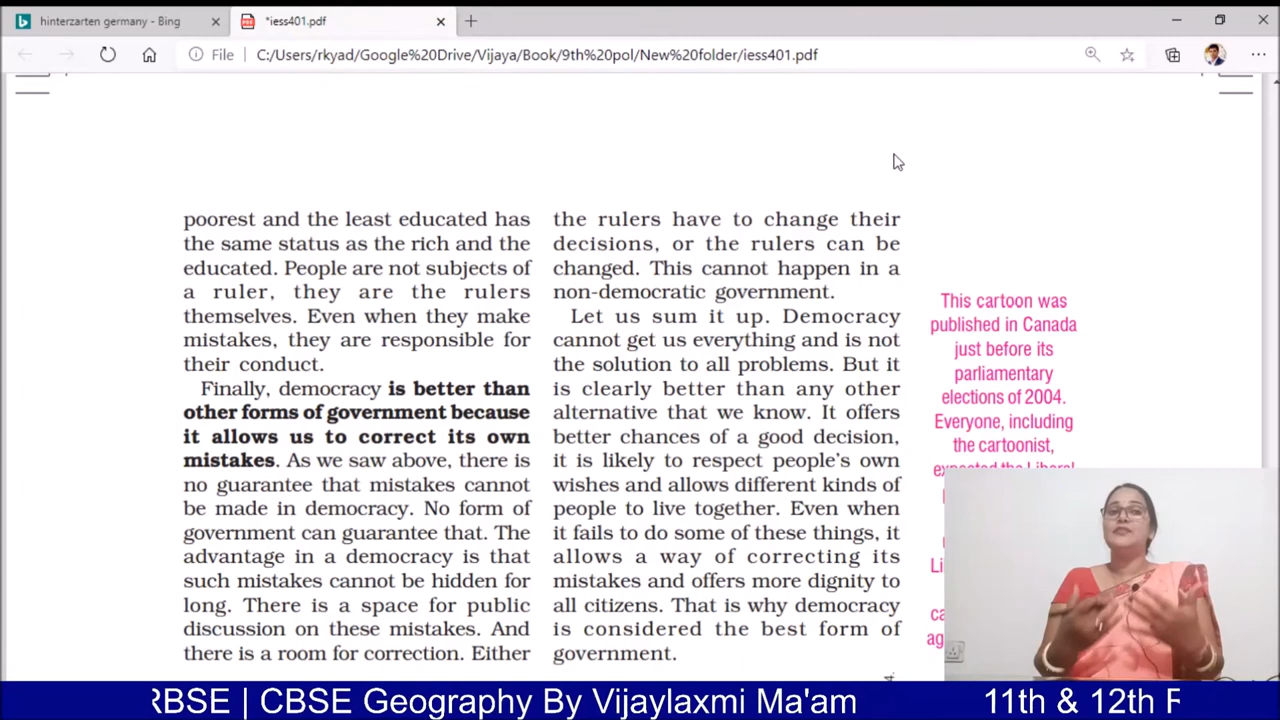 hinterzarten germany - Bing
*iess401.pdf
File
C:/Users/rkyad/Google%20Drive/Vijaya/Book/9th%20pol/New%20folder/iess401.pdf
poorest and the least educated has
the same status as the rich and the
educated. People are not subjects of
a ruler, they are the rulers
themselves. Even when they make
mistakes, they are responsible for
their conduct.
Finally, democracy is better than
other forms of government because
it allows us to correct its own
mistakes. As we saw above, there is
no guarantee that mistakes cannot
be made in democracy. No form of
government can guarantee that. The
advantage in a democracy is that
such mistakes cannot be hidden for
long. There is a space for public
discussion on these mistakes. And
there is a room for correction. Either
the rulers have to change their
decisions, or the rulers can be
changed. This cannot happen in a
non-democratic government.
Let us sum it up. Democracy
cannot get us everything and is not
the solution to all problems. But it
is clearly better than any other
alternative that we know. It offers
better chances of a good decision,
it is likely to respect people's own
wishes and allows different kinds of
people to live together. Even when
it fails to do some of these things, it
allows a way of correcting its
mistakes and offers more dignity to
all citizens. That is why democracy
is considered the best form of
government.
This cartoon was
published in Canada
just before its
parliamentary
elections of 2004.
Everyone, including
the cartoonist,
expected the Liberal
RBSE | CBSE Geography By Vijaylaxmi Ma'am
11th & 12th